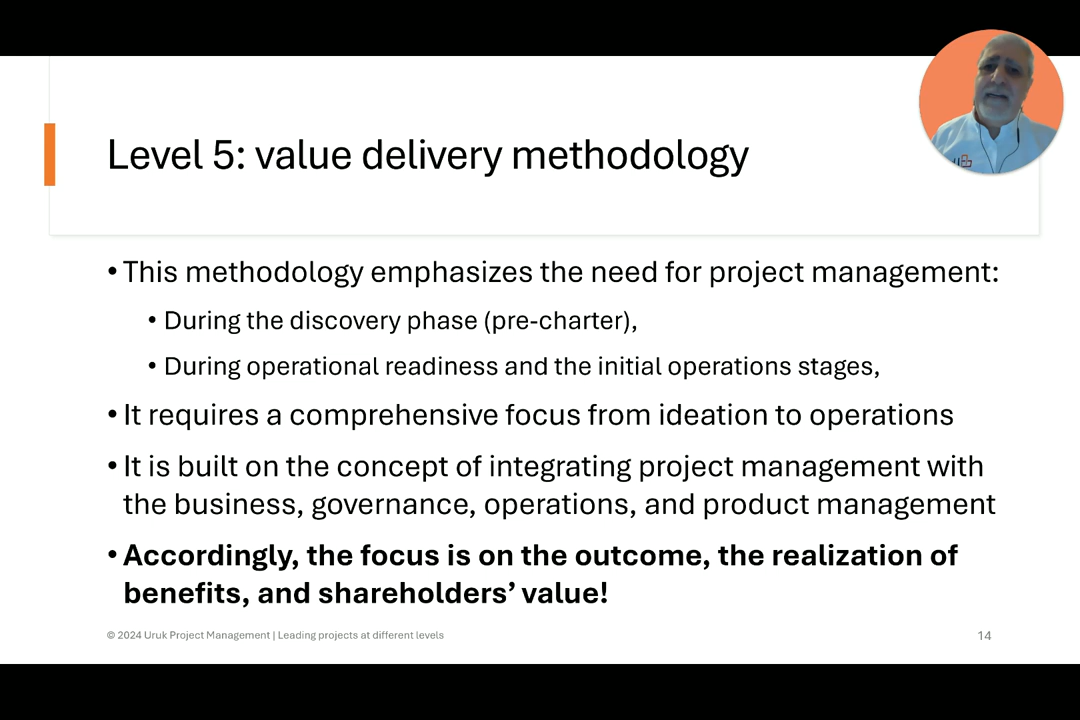 Level 5: value delivery methodology
• This methodology emphasizes the need for project management:
• During the discovery phase (pre-charter),
• During operational readiness and the initial operations stages,
• It requires a comprehensive focus from ideation to operations
• It is built on the concept of integrating project management with
the business, governance, operations, and product management
• Accordingly, the focus is on the outcome, the realization of
benefits, and shareholders’ value!
© 2024 Uruk Project Management | Leading projects at different levels
14